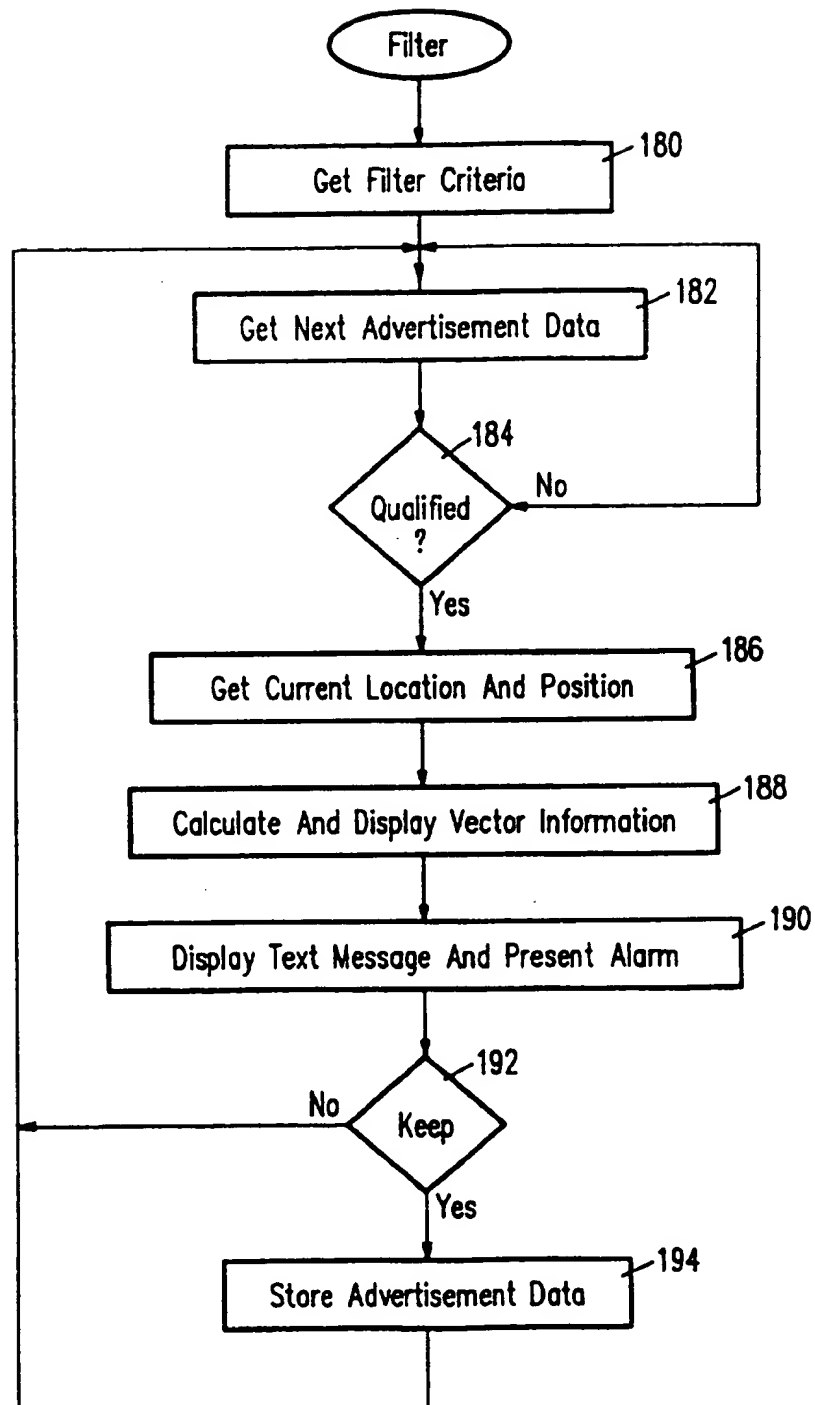 Filter
180
Get Filter Criteria
182
Get Next Advertisement Data
184
Qualified
?
No
Yes
186
Get Current Location And Position
188
Calculate And Display Vector Information
190
Display Text Message And Present Alarm
192
No
Keep
Yes
194
Store Advertisement Data